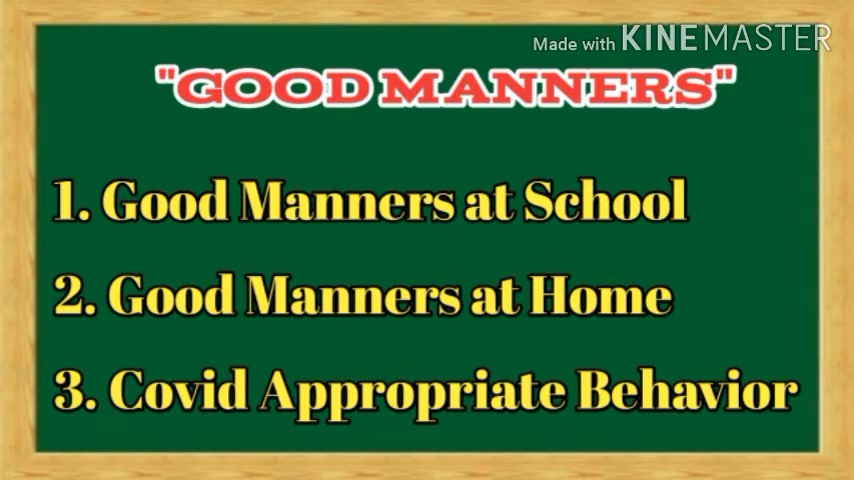 Made with KINEMASTER
"GOOD MANNERS"
1. Good Manners at School
2. Good Manners at Home
3. Covid Appropriate Behavior